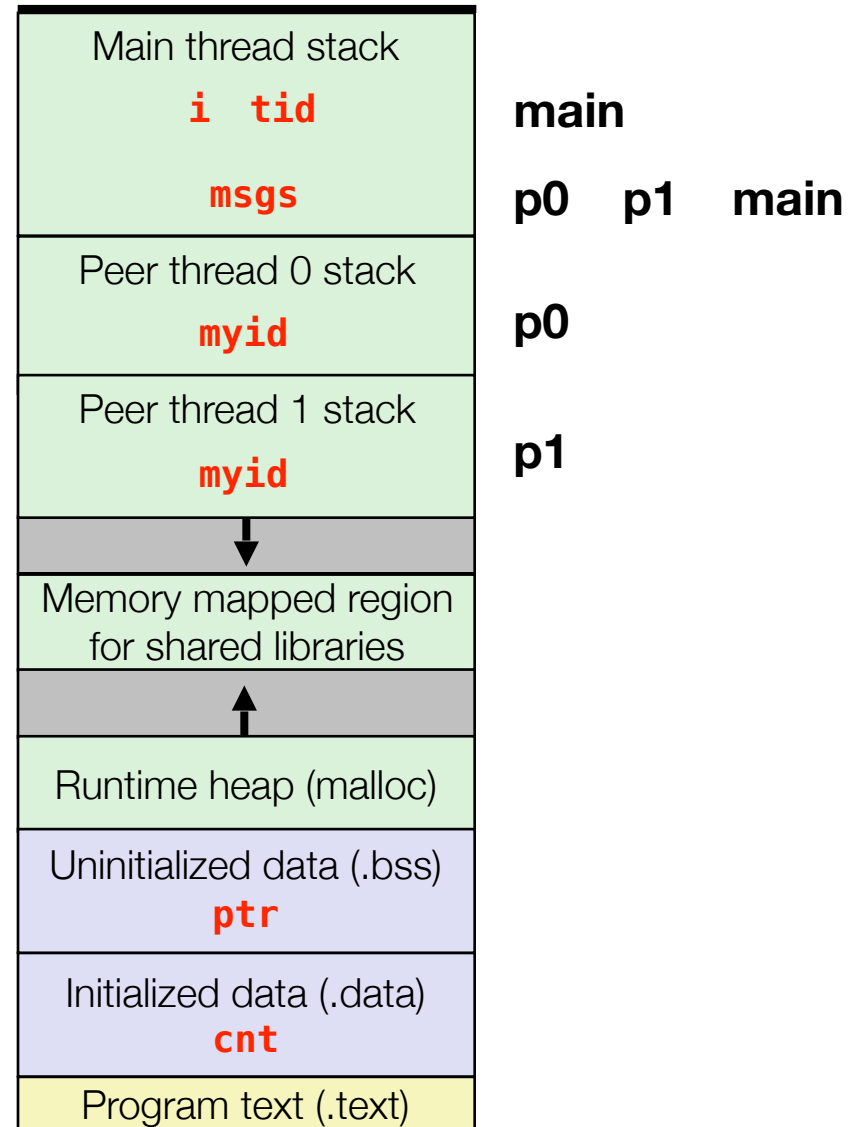 Main thread stack
i tid main
msgs p0 p1 main
Peer thread 0 stack
myid p0
Peer thread 1 stack
myid p1
Memory mapped region
for shared libraries
Runtime heap (malloc)
Uninitialized data (.bss)
ptr
Initialized data (.data)
cnt
Program text (.text)